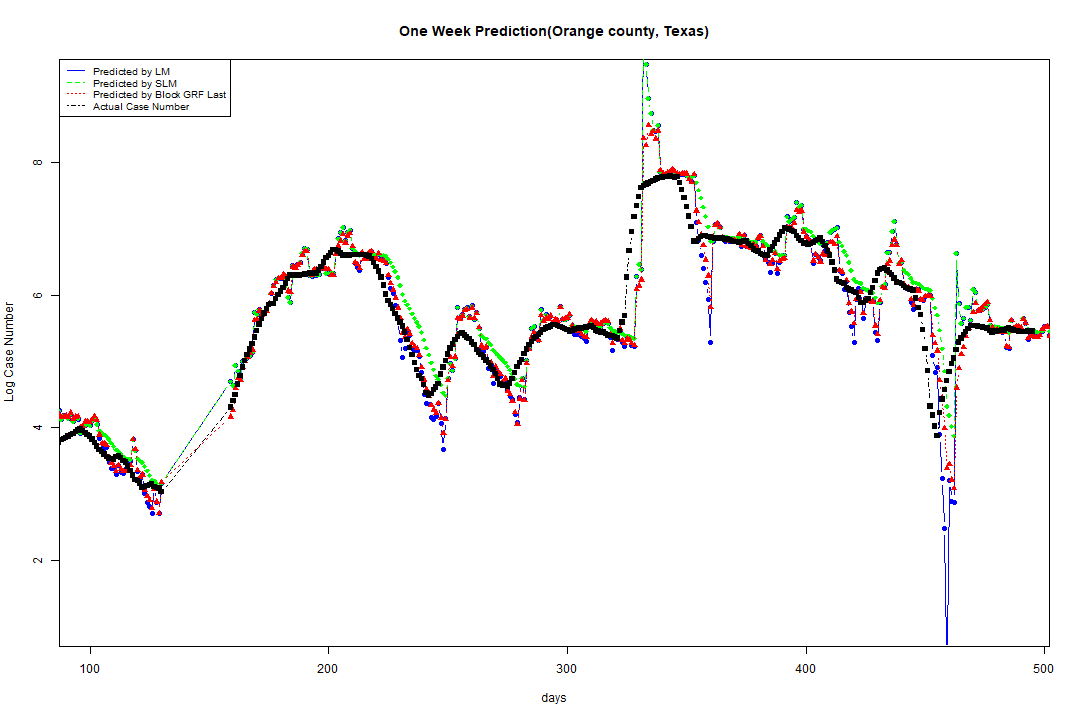 One Week Prediction(Orange county, Texas)
Predicted by LM
Predicted by SLM
Predicted by Block GRF Last
Actual Case Number
8
6
4
2
Log Case Number
100 200 300 400 500
days